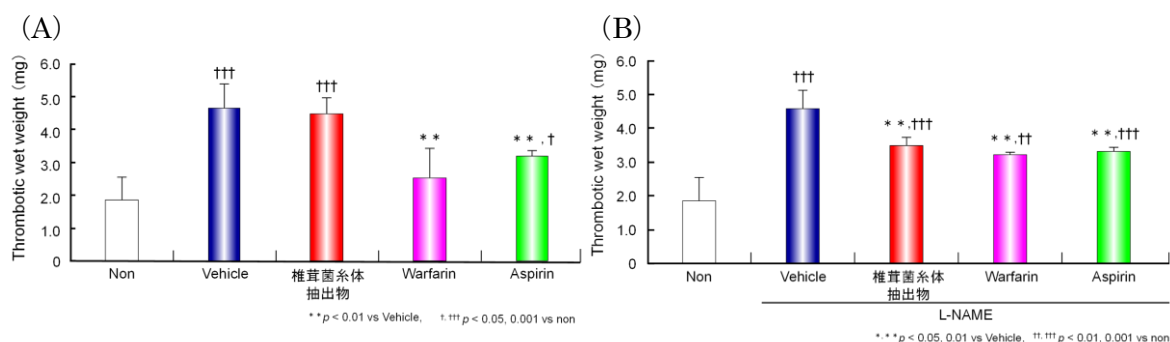 (A)
Thrombotic wet weight (mg)
6.0
5.0
4.0
3.0
2.0
1.0
0
†††
†††
**
**, †
Non
Vehicle
椎茸菌糸体
抽出物
Warfarin
Aspirin
**p < 0.01 vs Vehicle, †, ††† p < 0.05, 0.001 vs non
(B)
Thrombotic wet weight (mg)
6.0
5.0
4.0
3.0
2.0
1.0
0
†††
**,†††
**,††
**,†††
Non
Vehicle
椎茸菌糸体
抽出物
Warfarin
Aspirin
L-NAME
*, **p < 0.05, 0.01 vs Vehicle, ††, ††† p < 0.01, 0.001 vs non